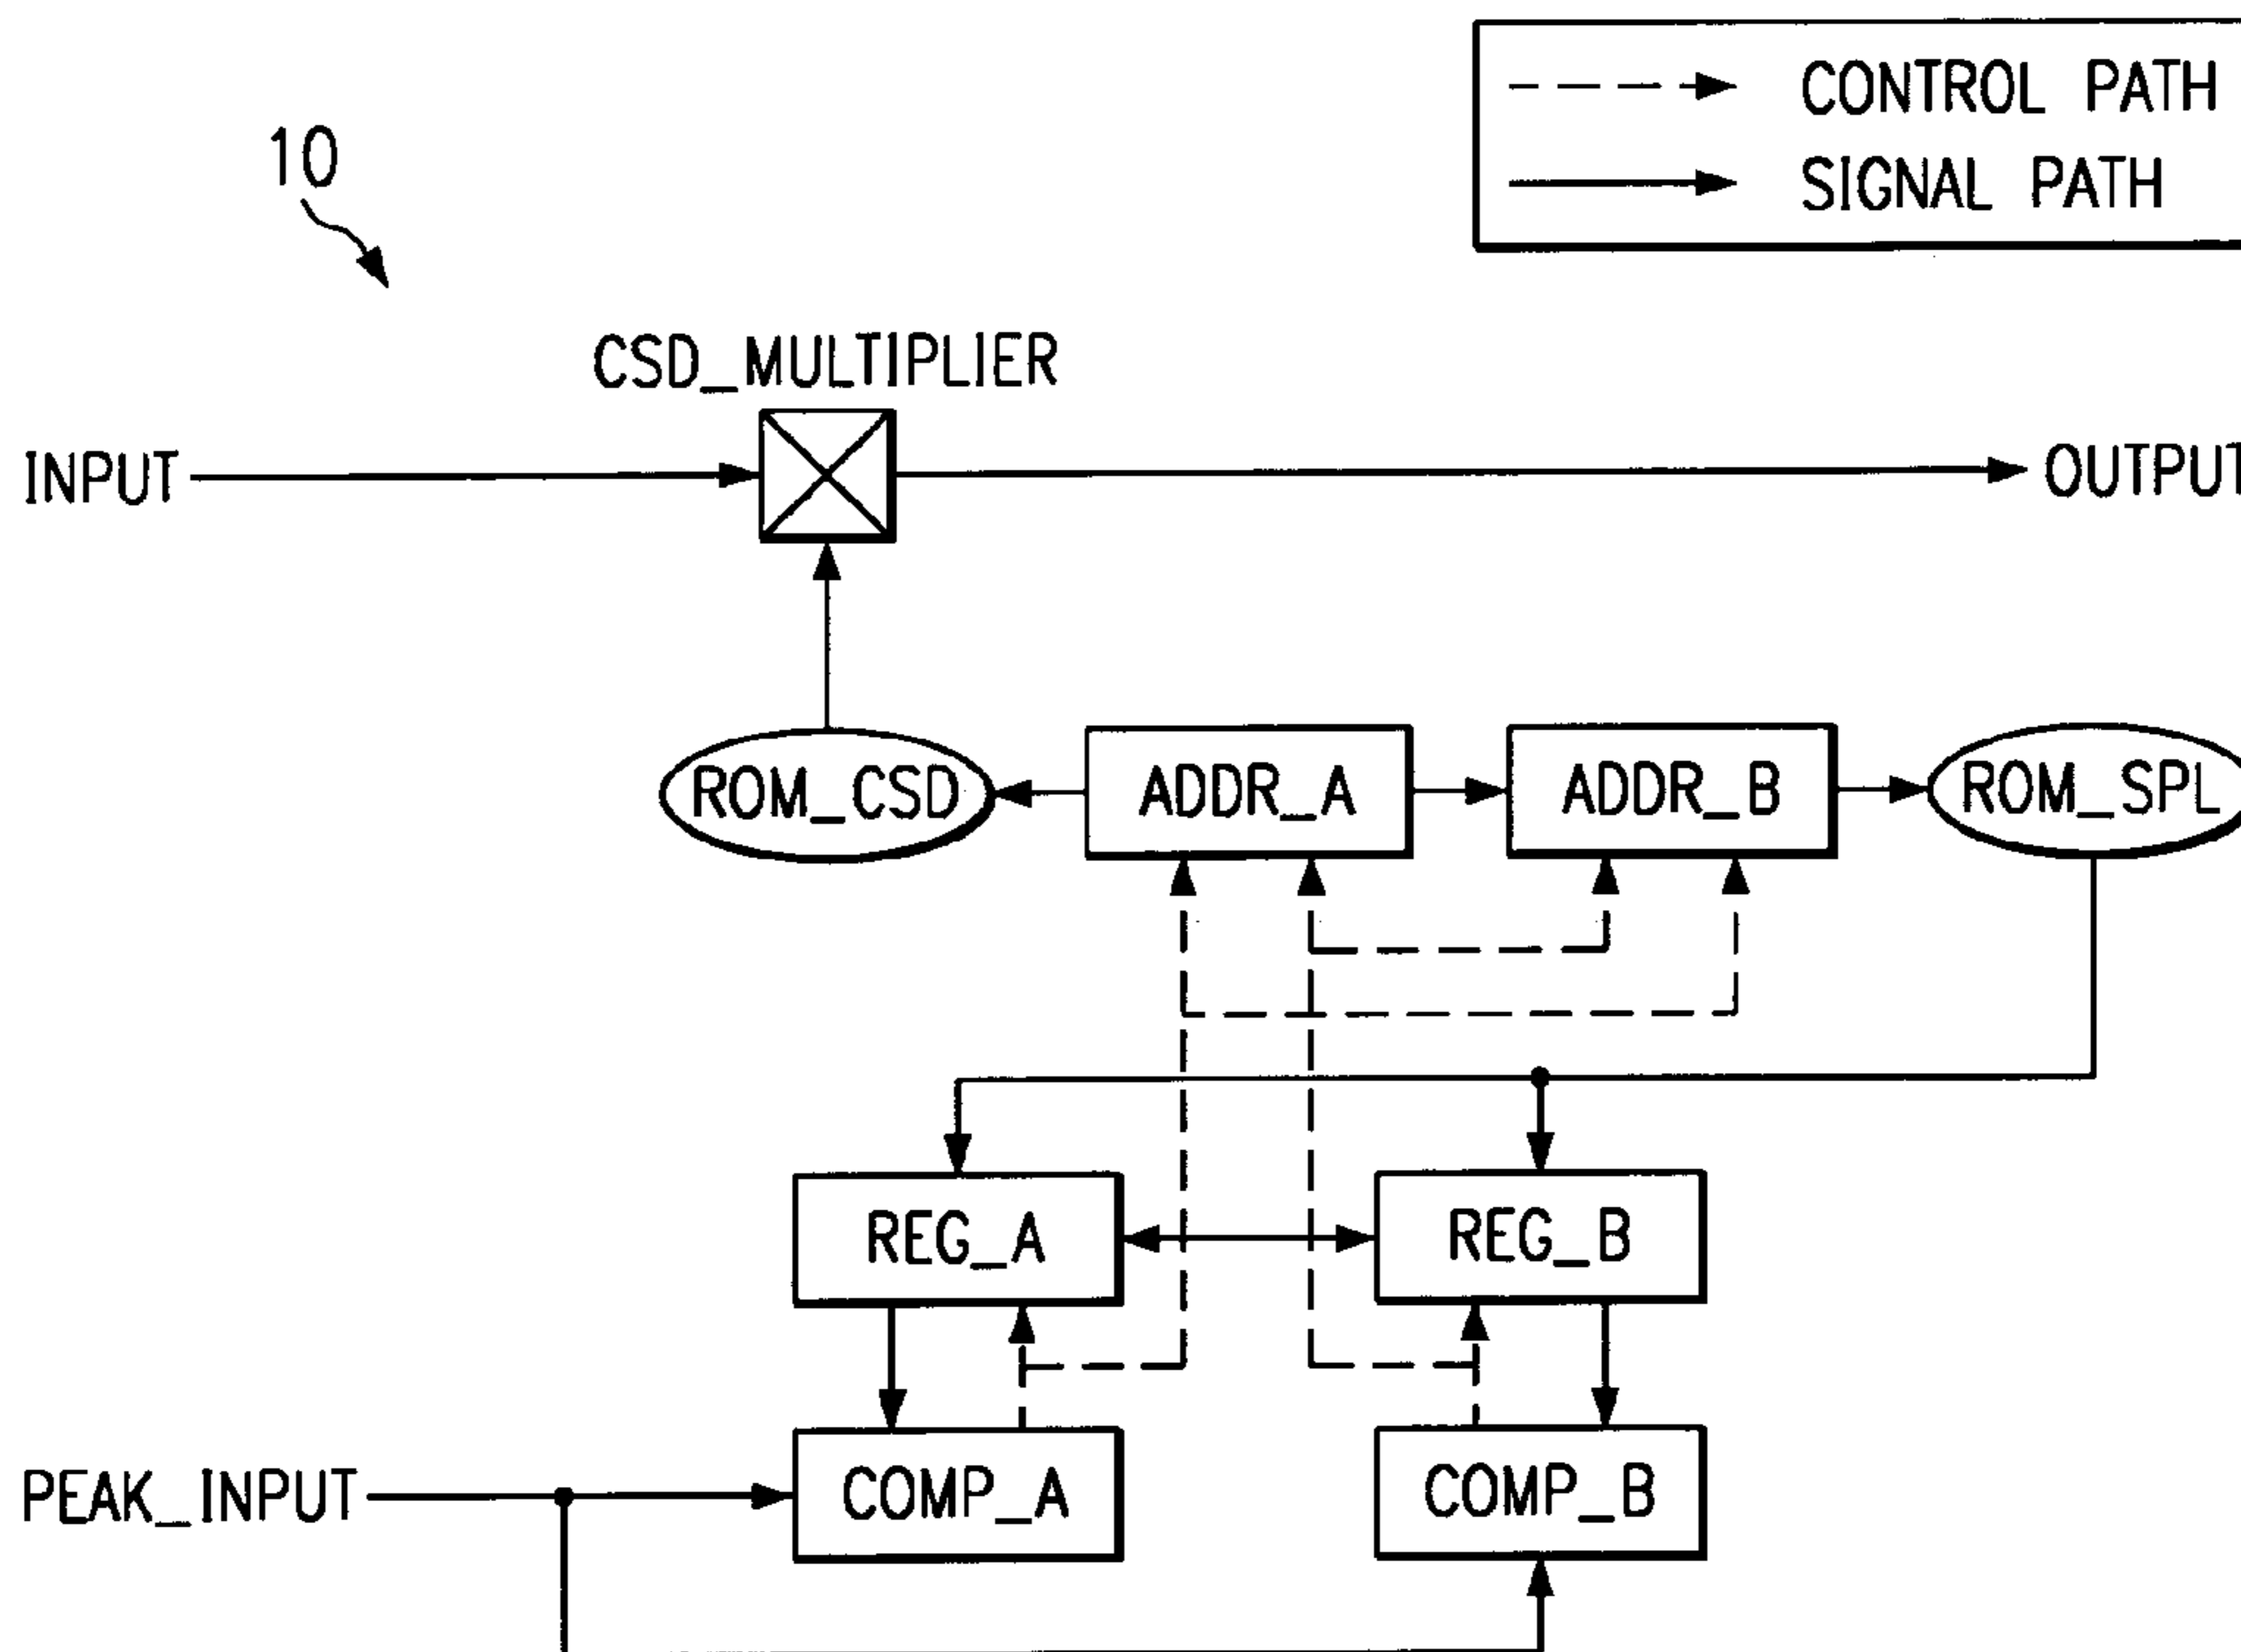 CONTROL PATH
SIGNAL PATH
10
CSD_MULTIPLIER
INPUT
OUTPUT
ROM_CSD
ADDR_A
ADDR_B
ROM_SPL
REG_A
REG_B
PEAK_INPUT
COMP_A
COMP_B